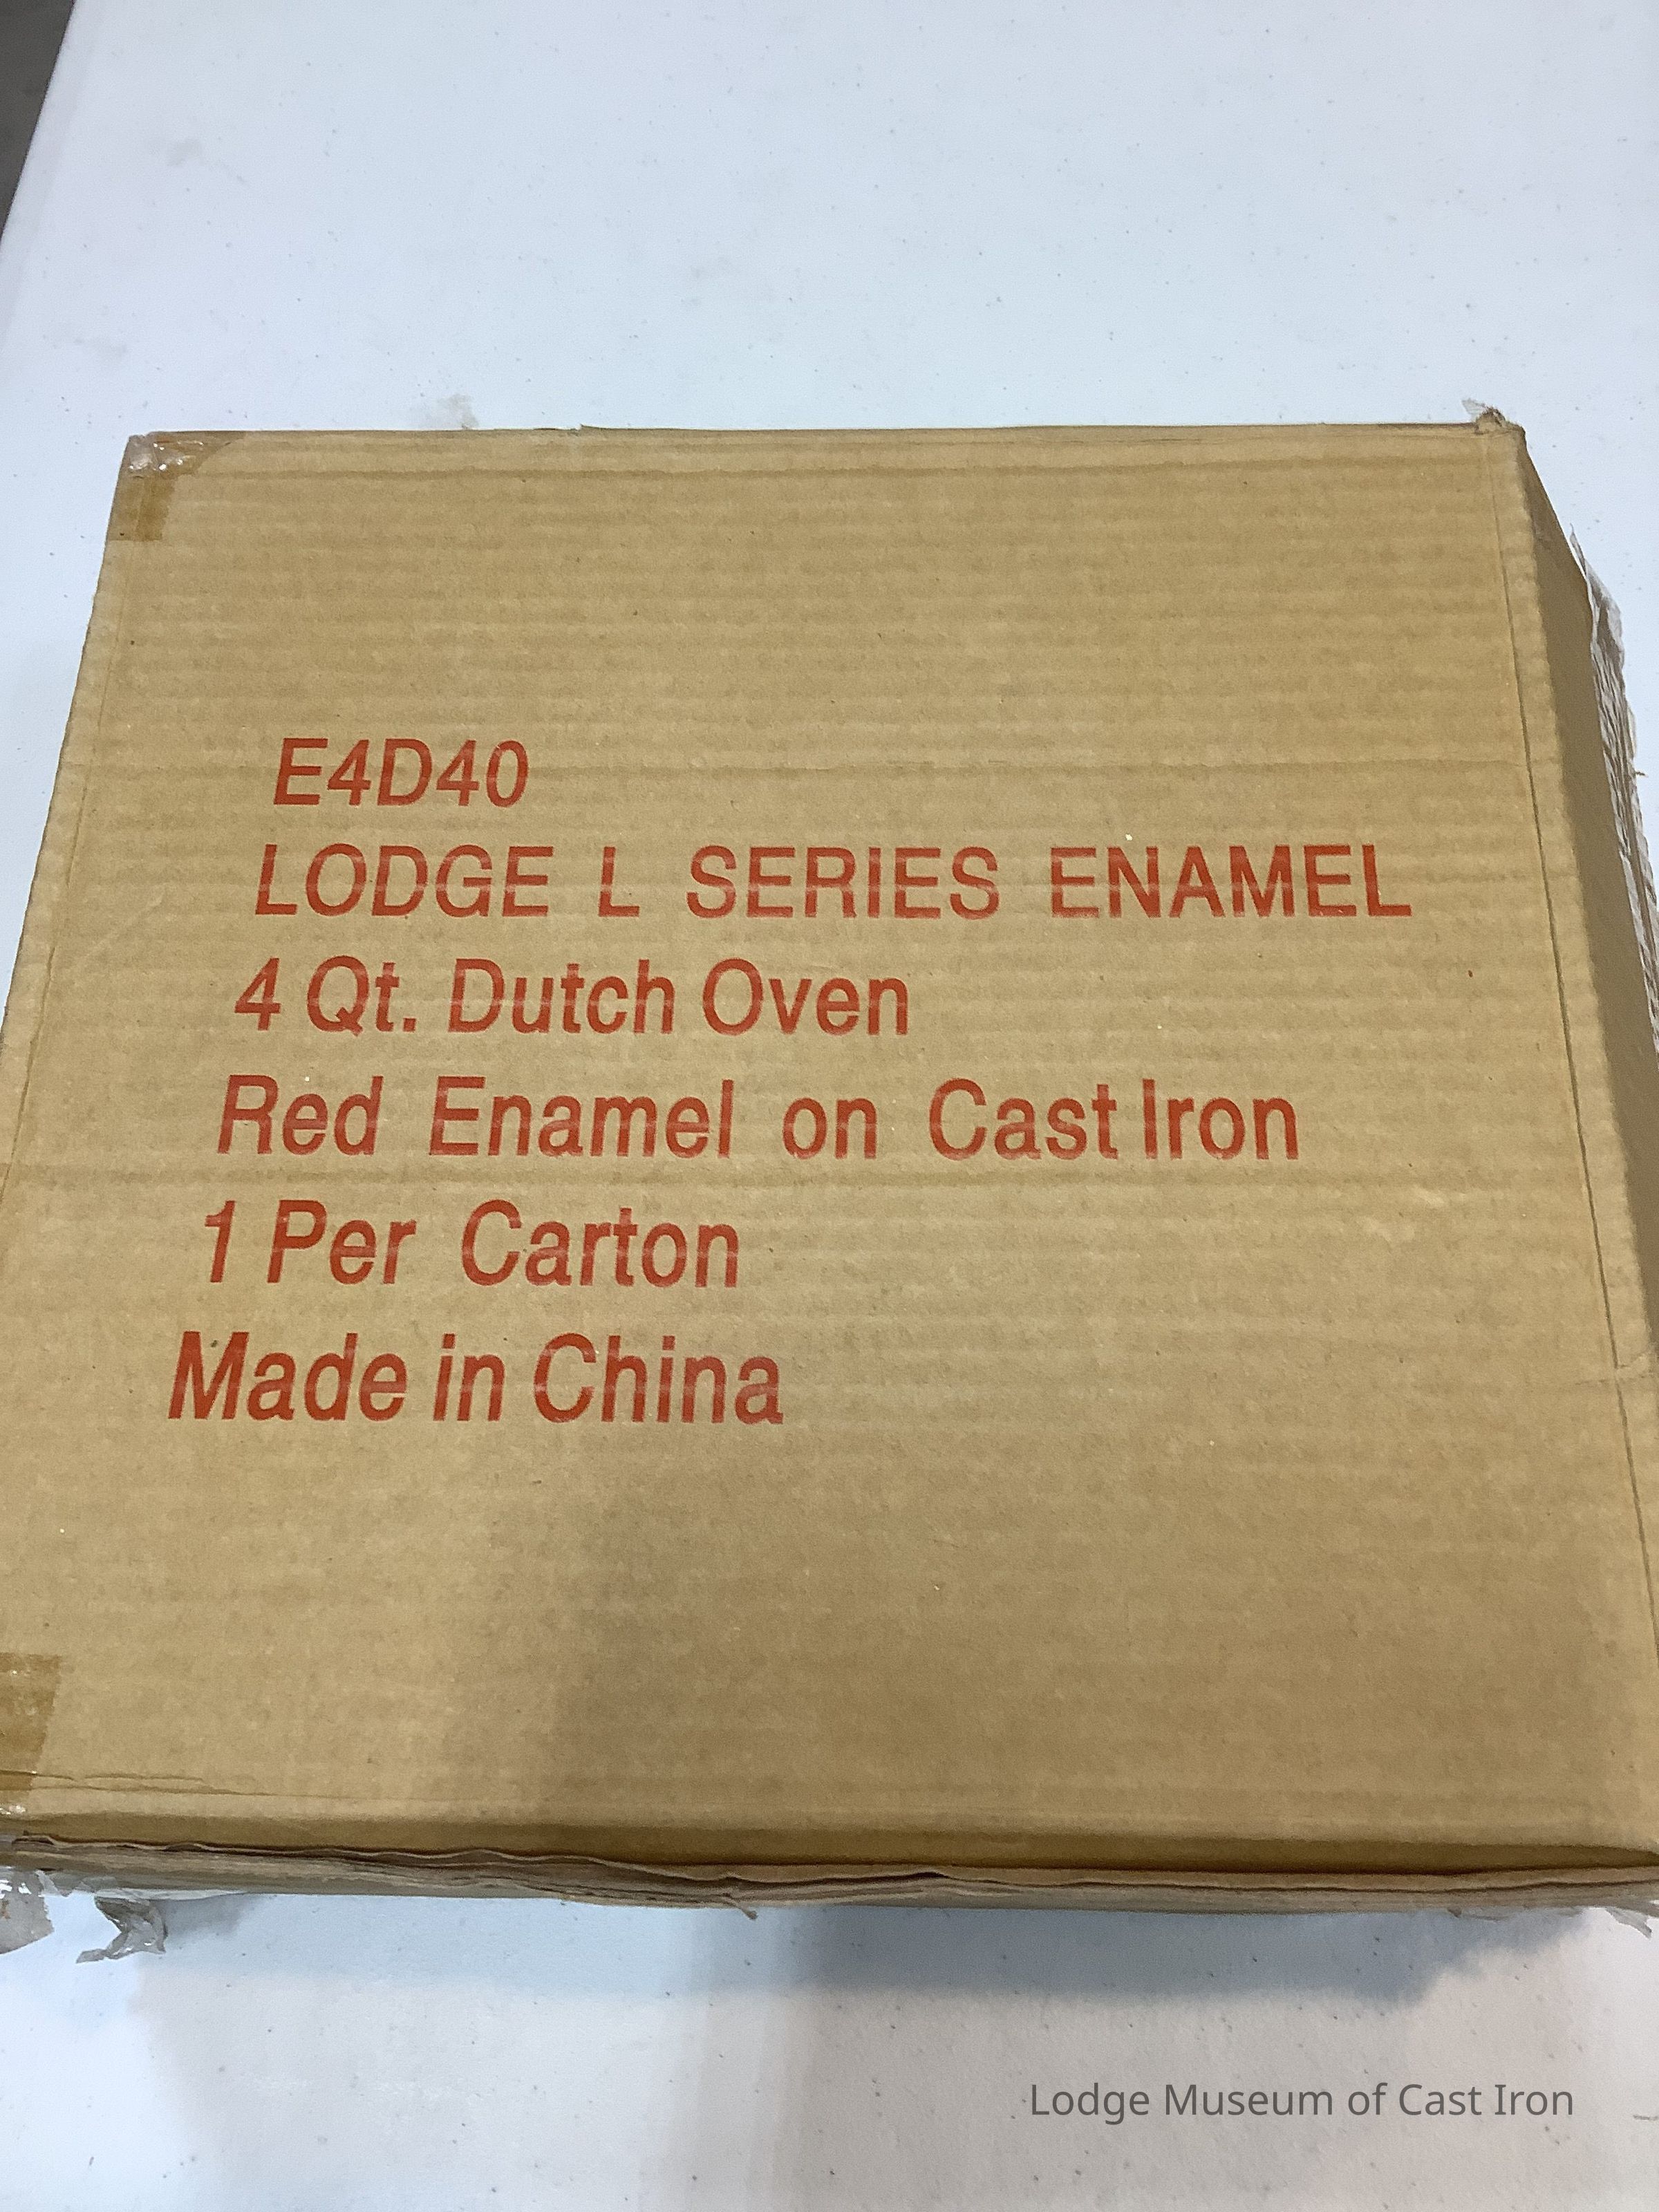 E4D40
LODGE L SERIES ENAMEL
4 Qt. Dutch Oven
Red Enamel on Cast Iron
1 Per Carton
Made in China
Lodge Museum of Cast Iron